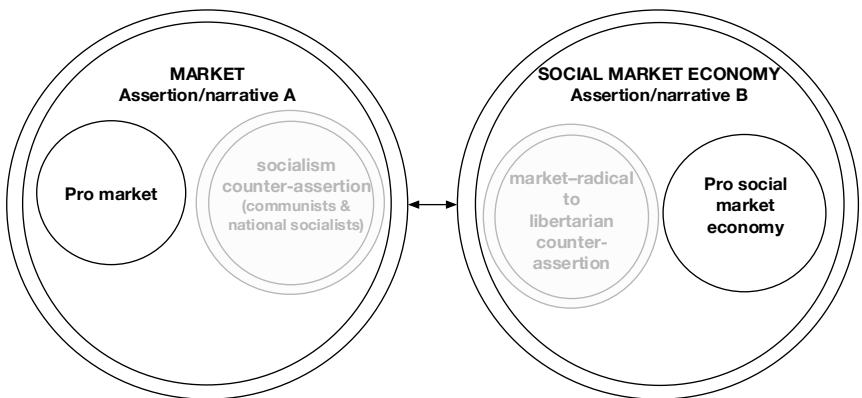 MARKET
Assertion/narrative A
Pro market
socialism
counter-assertion
(communists &
national socialists)
SOCIAL MARKET ECONOMY
Assertion/narrative B
market–radical
to
libertarian
counter-
assertion
Pro social
market
economy